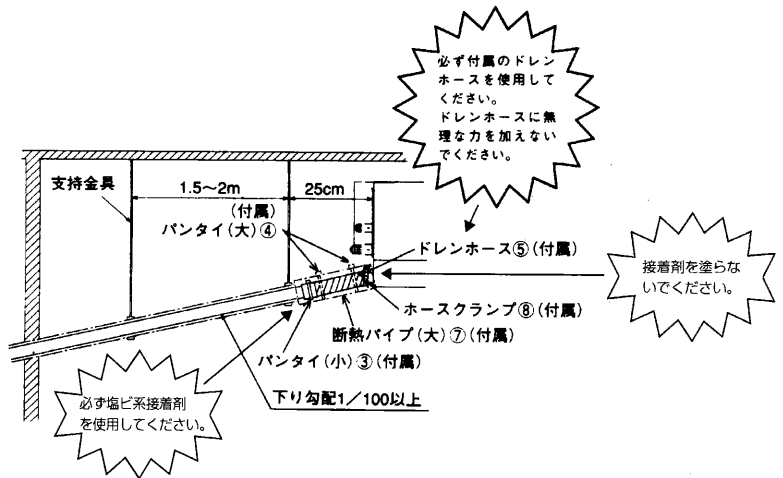 必ず付属のドレン
ホースを使用して
ください。
ドレンホースに無
理な力を加えない
でください。
支持金具
1.5～2m
25cm
(付属)
バンタイ(大)④
ドレンホース⑤(付属)
接着剤を塗らな
いでください。
ホースクランプ⑧(付属)
断熱パイプ(大)⑦(付属)
バンタイ(小)③(付属)
必ず塩ビ系接着剤
を使用してください。
下り勾配1/100以上